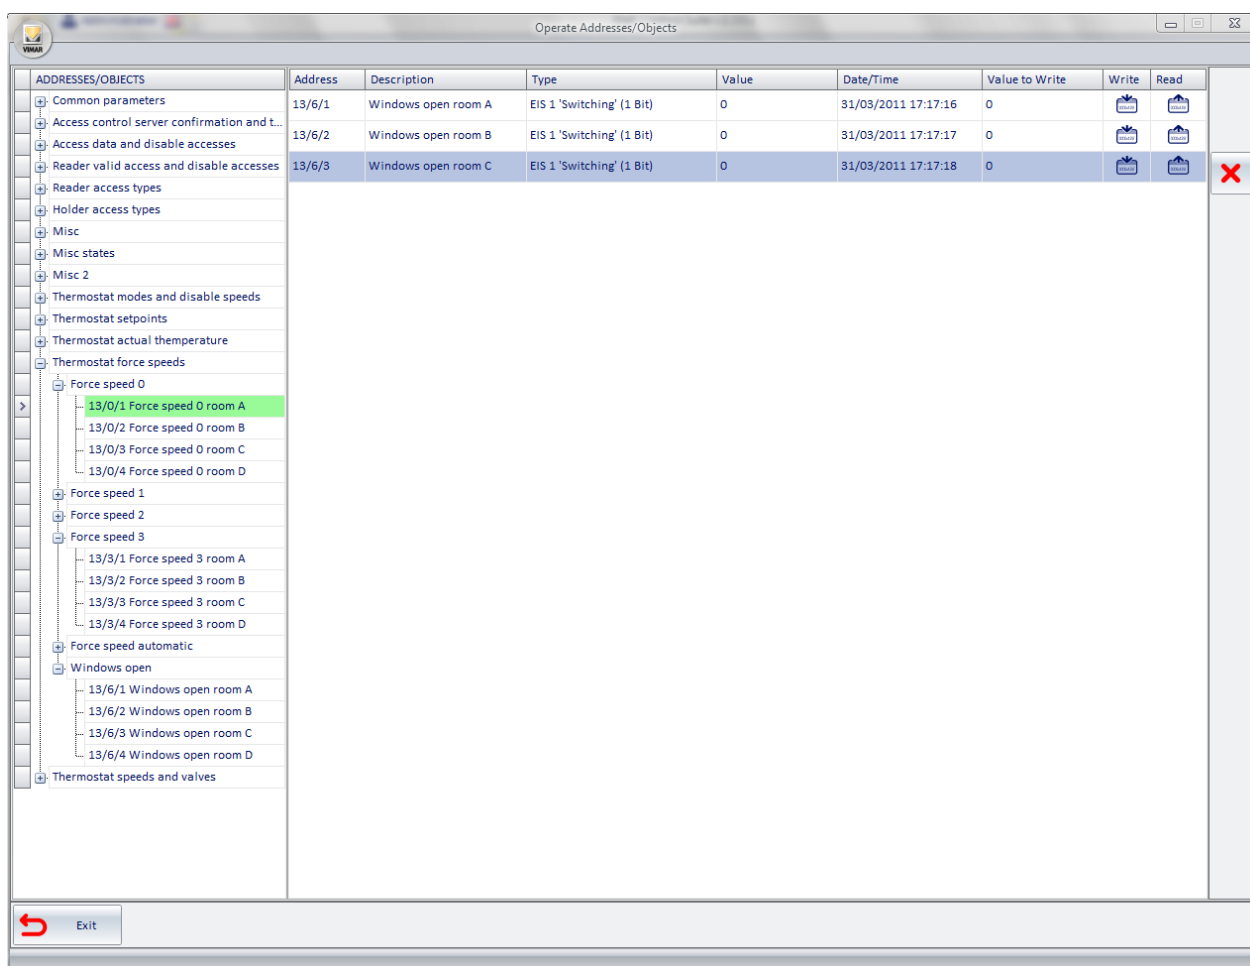 Operate Addresses/Objects
VIMAR
ADDRESSES/OBJECTS
Common parameters
Access control server confirmation and t...
Access data and disable accesses
Reader valid access and disable accesses
Reader access types
Holder access types
Misc
Misc states
Misc 2
Thermostat modes and disable speeds
Thermostat setpoints
Thermostat actual themperature
Thermostat force speeds
Force speed 0
13/0/1 Force speed 0 room A
13/0/2 Force speed 0 room B
13/0/3 Force speed 0 room C
13/0/4 Force speed 0 room D
Force speed 1
Force speed 2
Force speed 3
13/3/1 Force speed 3 room A
13/3/2 Force speed 3 room B
13/3/3 Force speed 3 room C
13/3/4 Force speed 3 room D
Force speed automatic
Windows open
13/6/1 Windows open room A
13/6/2 Windows open room B
13/6/3 Windows open room C
13/6/4 Windows open room D
Thermostat speeds and valves
Address Description Type Value Date/Time Value to Write Write Read
13/6/1 Windows open room A EIS 1 'Switching' (1 Bit) 0 31/03/2011 17:17:16 0
13/6/2 Windows open room B EIS 1 'Switching' (1 Bit) 0 31/03/2011 17:17:17 0
13/6/3 Windows open room C EIS 1 'Switching' (1 Bit) 0 31/03/2011 17:17:18 0
Exit